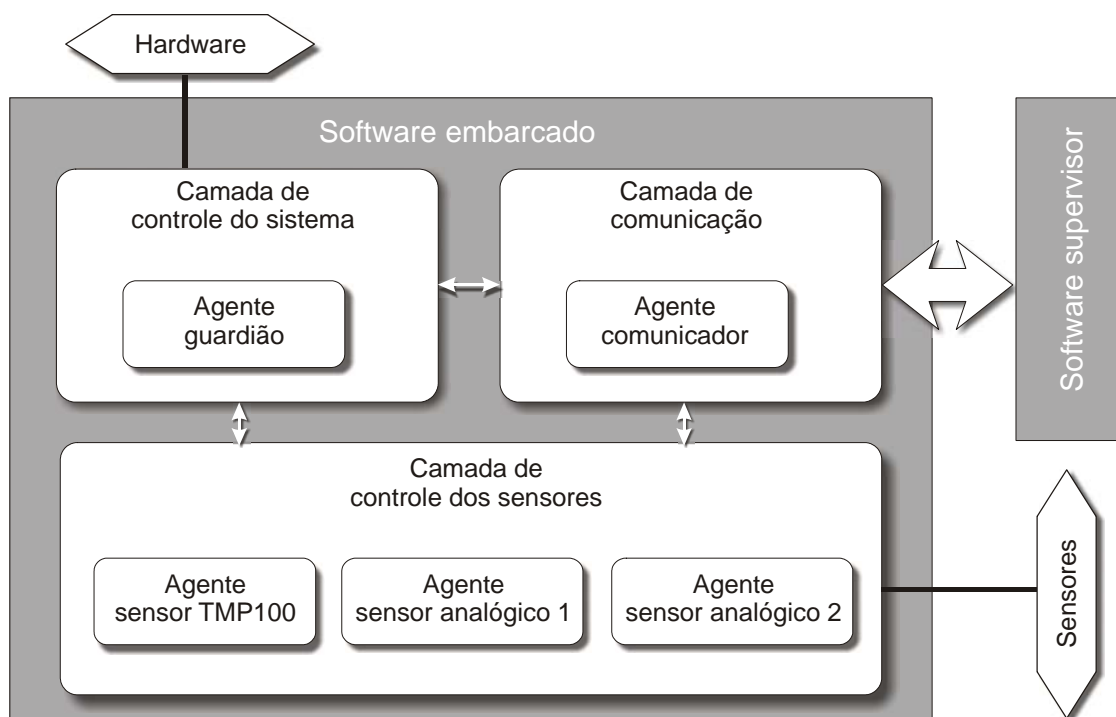 Hardware
Software embarcado
Camada de
controle do sistema
Agente
guardião
Camada de
comunicação
Agente
comunicador
Software supervisor
Camada de
controle dos sensores
Agente
sensor TMP100
Agente
sensor analógico 1
Agente
sensor analógico 2
Sensores